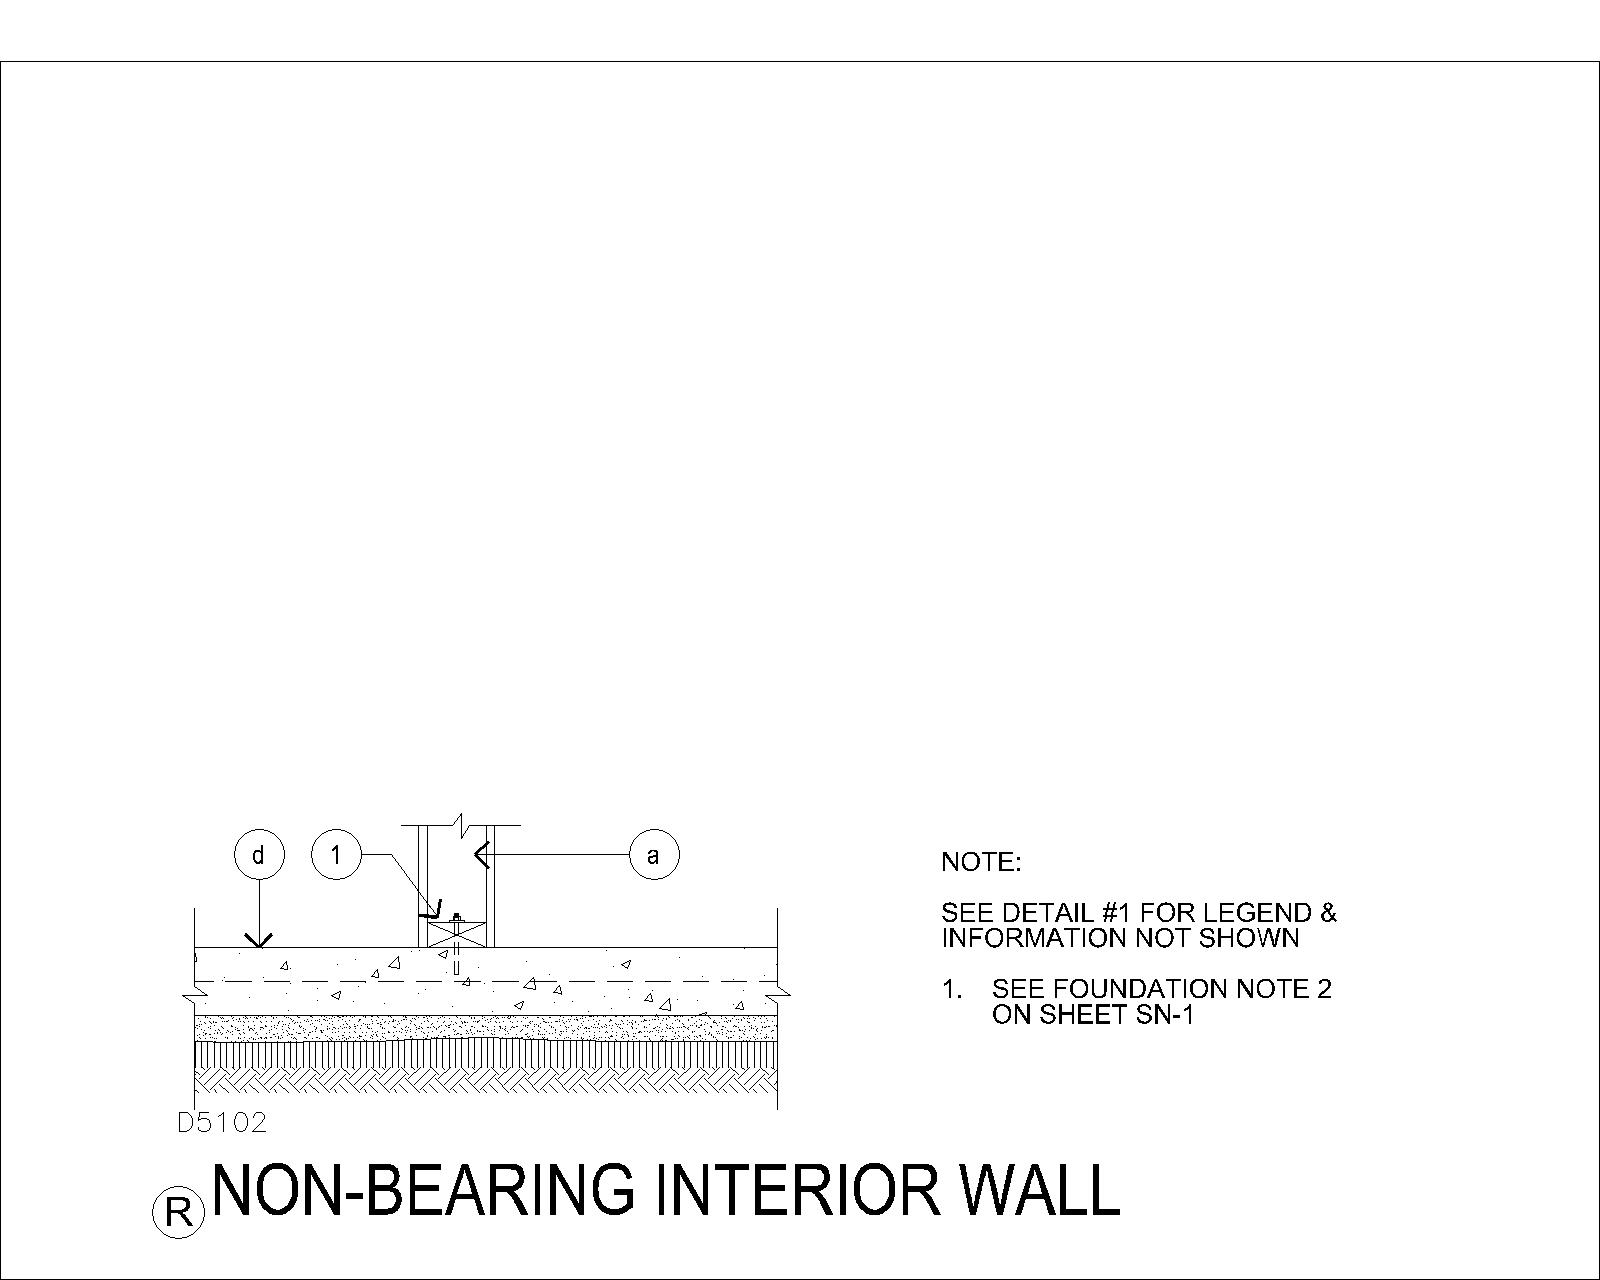 d 1 a
NOTE:
SEE DETAIL #1 FOR LEGEND &
INFORMATION NOT SHOWN
1. SEE FOUNDATION NOTE 2
ON SHEET SN-1
D5102
R NON-BEARING INTERIOR WALL